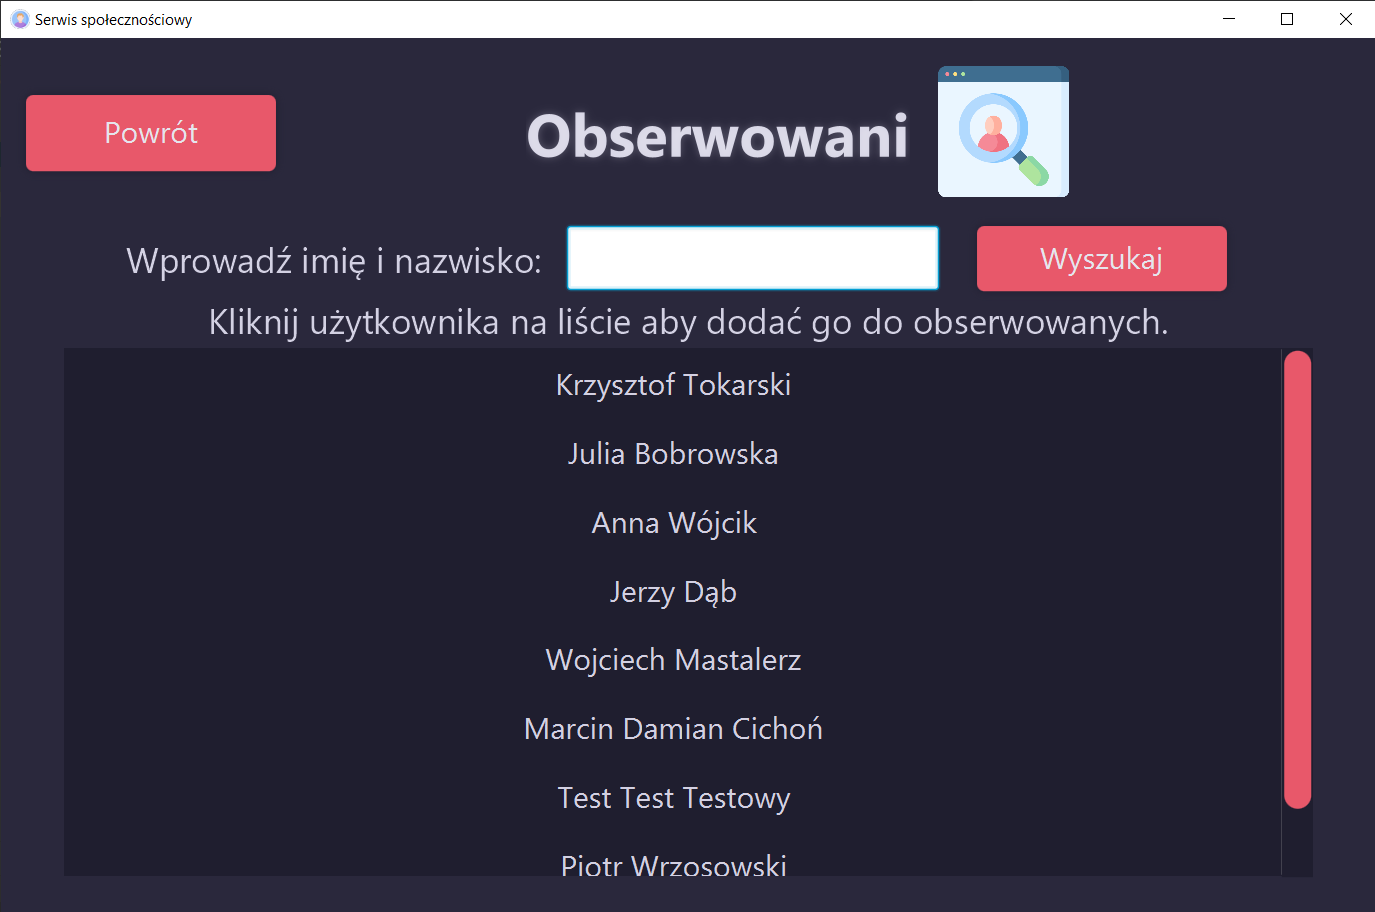 Serwis społecznościowy
Powrót
Obserwowani
Wprowadź imię i nazwisko:
Wyszukaj
Kliknij użytkownika na liście aby dodać go do obserwowanych.
Krzysztof Tokarski
Julia Bobrowska
Anna Wójcik
Jerzy Dąb
Wojciech Mastalerz
Marcin Damian Cichoń
Test Test Testowy
Piotr Wrzosowski